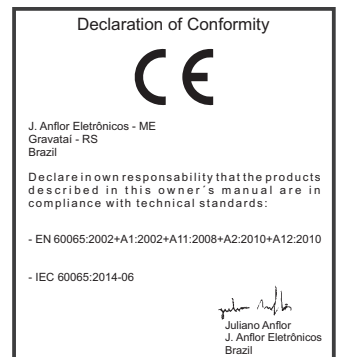 Declaration of Conformity
CE
J. Anflor Eletrônicos - ME
Gravataí - RS
Brazil
Declare in own responsability that the products
described in this owner´s manual are in
compliance with technical standards:
- EN 60065:2002+A1:2002+A11:2008+A2:2010+A12:2010
- IEC 60065:2014-06
Juliano Anflor
J. Anflor Eletrônicos
Brazil